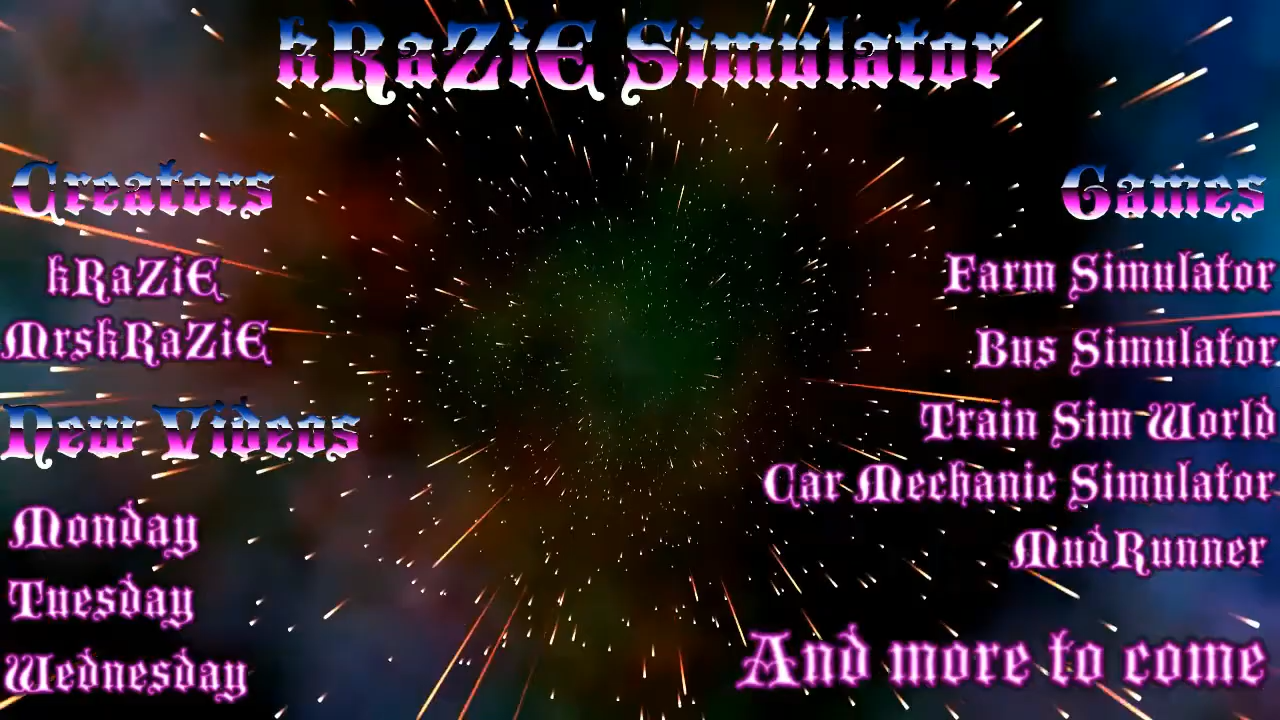 kRaZiE Simulator
Creators
kRaZiE
MrskRaZiE
New Videos
Monday
Tuesday
Wednesday
Games
Farm Simulator
Bus Simulator
Train Sim World
Car Mechanic Simulator
MudRunner
And more to come